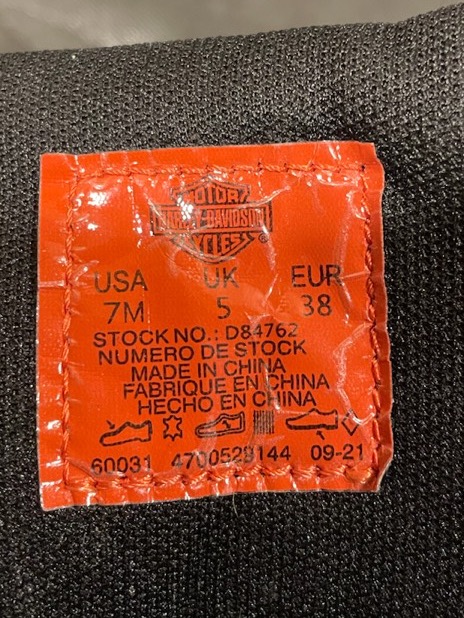 MOTOR
HARLEY-DAVIDSON
CYCLES®
USA UK EUR
7M 5 38
STOCK NO.: D84762
NUMERO DE STOCK
MADE IN CHINA
FABRIQUE EN CHINA
HECHO EN CHINA
60031 4700528144 09-21